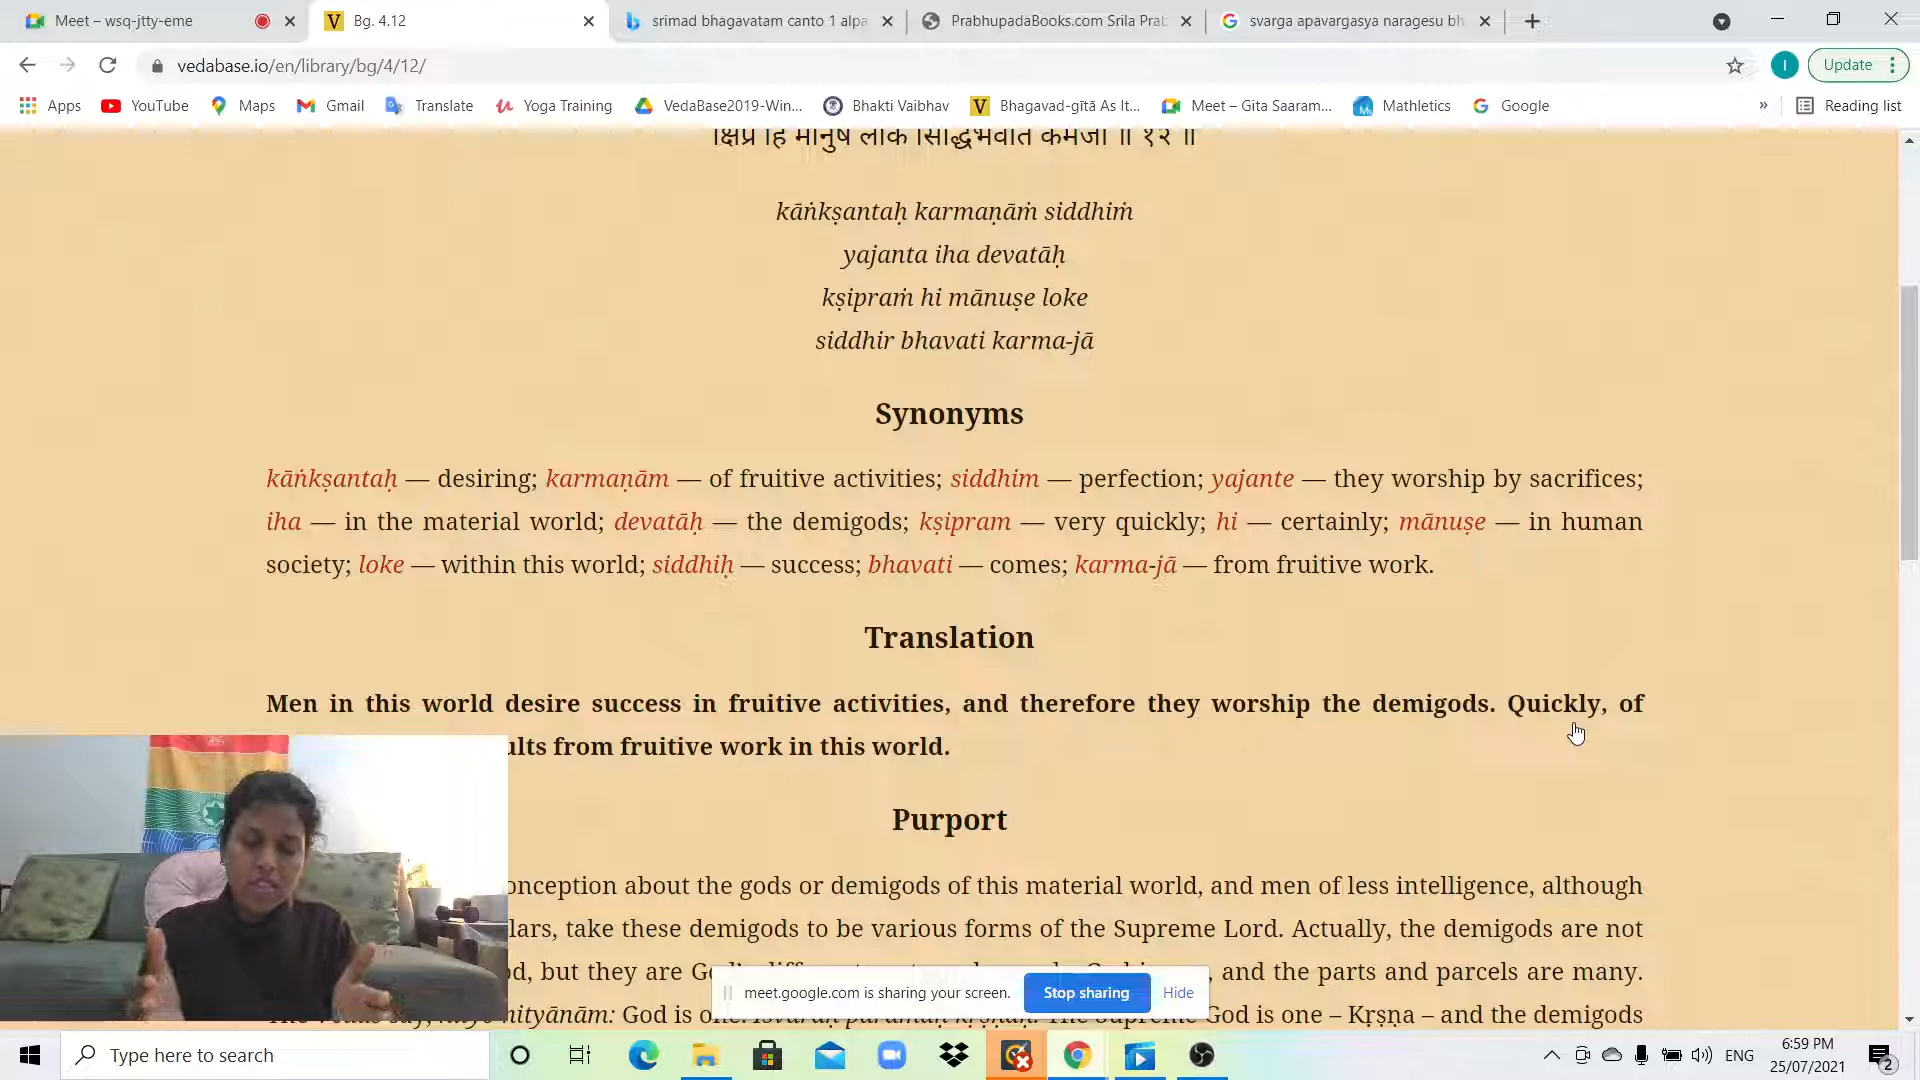 Meet – wsq-jtty-eme
Bg. 4.12
srimad bhagavatam canto 1 alpa
PrabhupadaBooks.com Srila Prab
svarga apavargasya naragesu bh
vedabase.io/en/library/bg/4/12/
I
Update
Apps YouTube Maps Gmail Translate Yoga Training VedaBase2019-Win... Bhakti Vaibhav Bhagavad-gītā As It... Meet – Gita Saaram... Mathletics Google » Reading list
kāṅkṣantaḥ karmaṇāṁ siddhiṁ
yajanta iha devatāḥ
kṣipraṁ hi mānuṣe loke
siddhir bhavati karma-jā
Synonyms
kāṅkṣantaḥ — desiring; karmaṇām — of fruitive activities; siddhim — perfection; yajante — they worship by sacrifices;
iha — in the material world; devatāḥ — the demigods; kṣipram — very quickly; hi — certainly; mānuṣe — in human
society; loke — within this world; siddhiḥ — success; bhavati — comes; karma-jā — from fruitive work.
Translation
Men in this world desire success in fruitive activities, and therefore they worship the demigods. Quickly, of
ults from fruitive work in this world.
Purport
onception about the gods or demigods of this material world, and men of less intelligence, although
lars, take these demigods to be various forms of the Supreme Lord. Actually, the demigods are not
od, but they are and the parts and parcels are many.
meet.google.com is sharing your screen. Stop sharing Hide
nityānām: God is God is one – Kṛṣṇa – and the demigods
Type here to search
ENG
6:59 PM
25/07/2021
2